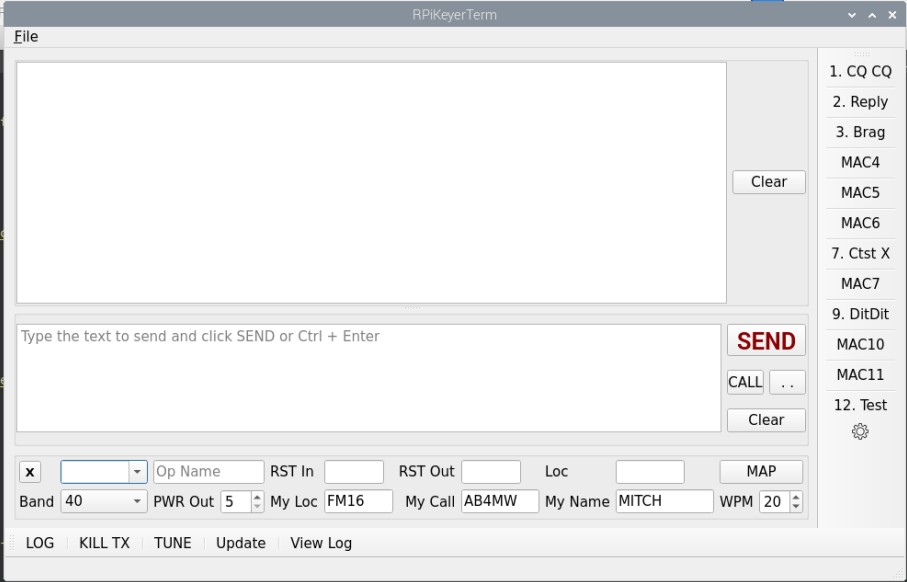 RPiKeyerTerm
File
Clear
1. CQ CQ
2. Reply
3. Brag
MAC4
MAC5
MAC6
7. Ctst X
MAC7
9. DitDit
MAC10
MAC11
12. Test
Type the text to send and click SEND or Ctrl + Enter
SEND
CALL . .
Clear
x Op Name RST In RST Out Loc MAP
Band 40 PWR Out 5 My Loc FM16 My Call AB4MW My Name MITCH WPM 20
LOG KILL TX TUNE Update View Log